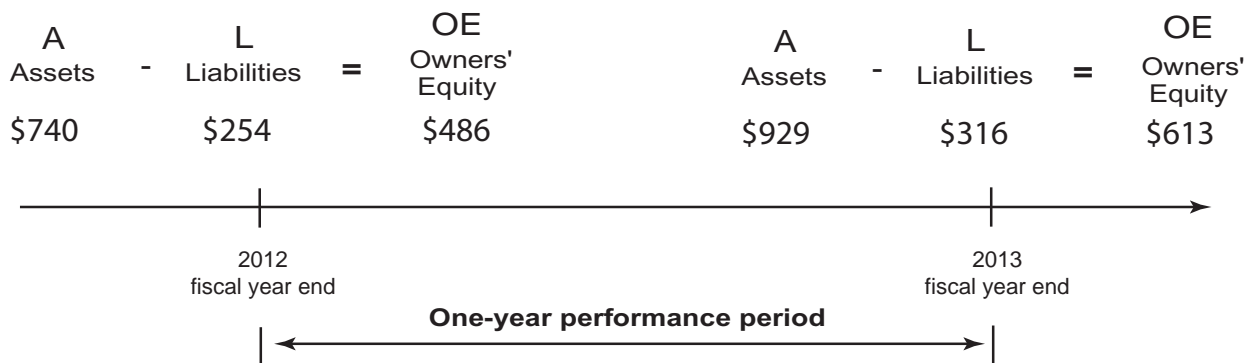 A - L = OE
Assets Liabilities Owners' Equity
$740 $254 $486
A - L = OE
Assets Liabilities Owners' Equity
$929 $316 $613
2012
fiscal year end
2013
fiscal year end
One-year performance period